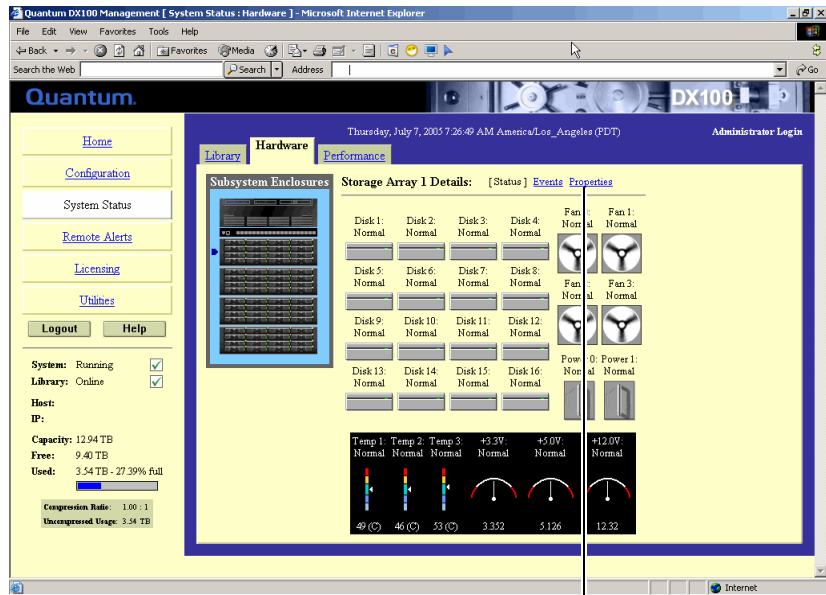 Quantum DX100 Management [ System Status : Hardware ] - Microsoft Internet Explorer
File Edit View Favorites Tools Help
Back Favorites Media
Search the Web Search Address Go
Quantum. DX100
Thursday, July 7, 2005 7:26:49 AM America/Los_Angeles (PDT) Administrator Login
Home
Configuration
System Status
Remote Alerts
Licensing
Utilities
Logout Help
System: Running
Library: Online
Host:
IP:
Capacity: 12.94 TB
Free: 9.40 TB
Used: 3.54 TB - 27.39% full
Compression Ratio: 1.00 : 1
Uncompressed Usage: 3.54 TB
Library Hardware Performance
Subsystem Enclosures
Storage Array 1 Details: [ Status ] Events Properties
Disk 1: Disk 2: Disk 3: Disk 4: Fan Fan 1:
Normal Normal Normal Normal Normal Normal
Disk 5: Disk 6: Disk 7: Disk 8: Fan Fan 3:
Normal Normal Normal Normal Normal Normal
Disk 9: Disk 10: Disk 11: Disk 12:
Normal Normal Normal Normal
Disk 13: Disk 14: Disk 15: Disk 16: Power 0: Power 1:
Normal Normal Normal Normal Normal Normal
Temp 1: Temp 2: Temp 3: +3.3V: +5.0V: +12.0V:
Normal Normal Normal Normal Normal Normal
49 (C) 46 (C) 53 (C) 3.352 5.126 12.32
Internet